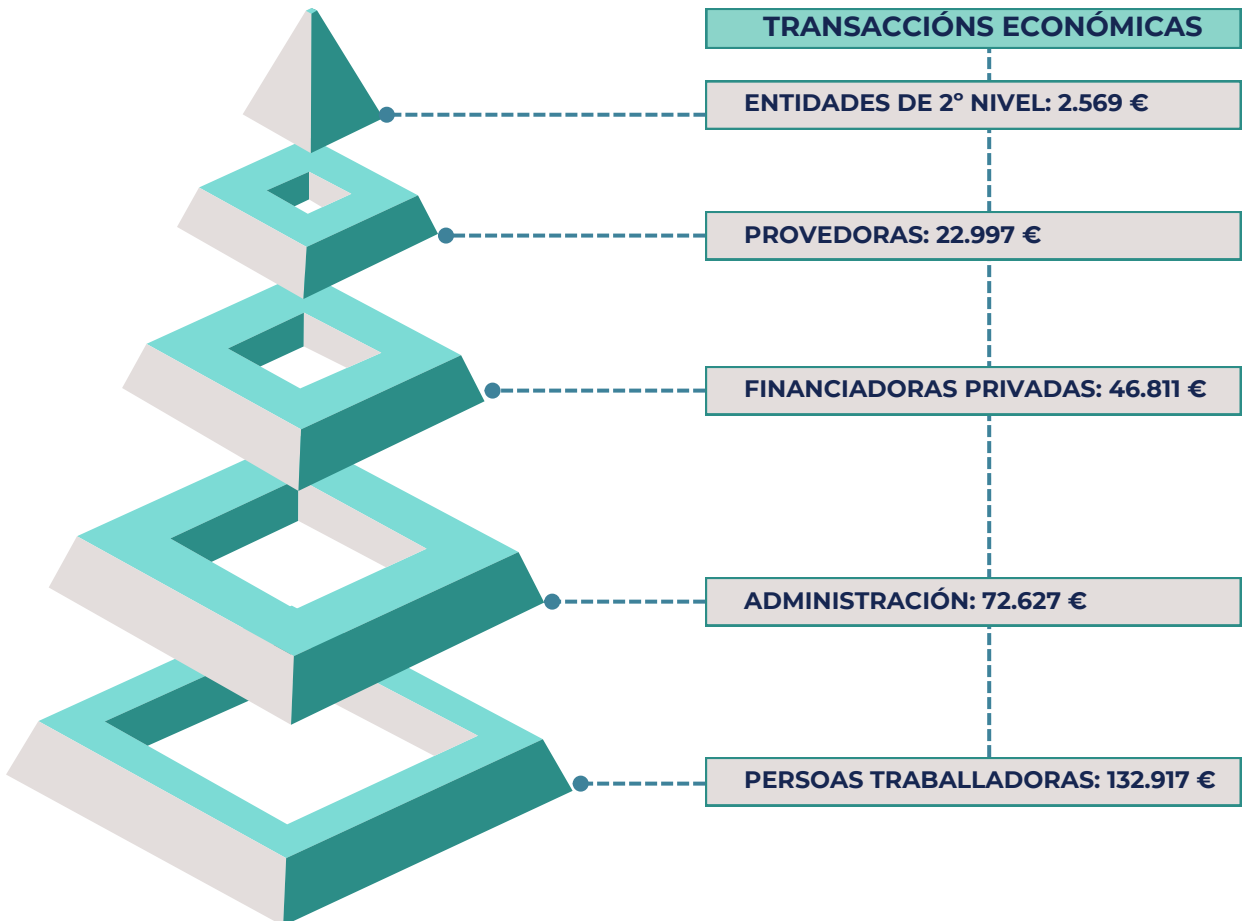 TRANSACCIÓNS ECONÓMICAS
ENTIDADES DE 2º NIVEL: 2.569 €
PROVEDORAS: 22.997 €
FINANCIADORAS PRIVADAS: 46.811 €
ADMINISTRACIÓN: 72.627 €
PERSOAS TRABALLADORAS: 132.917 €